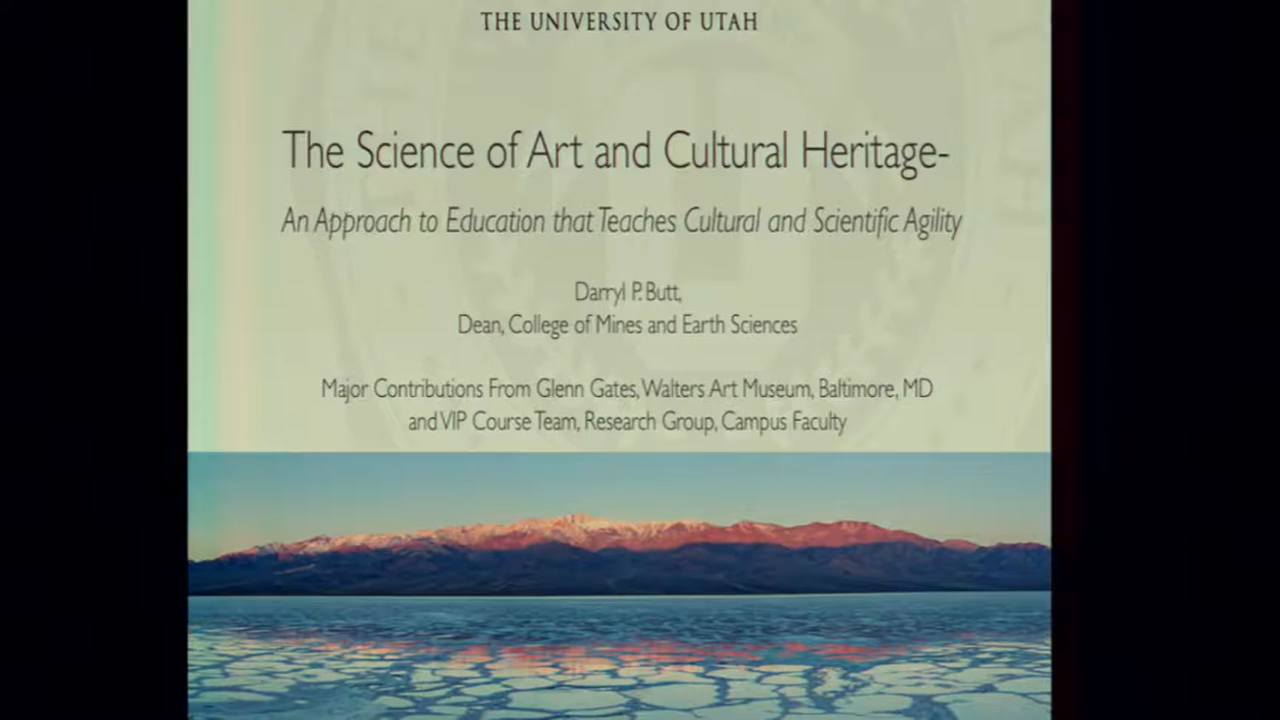 THE UNIVERSITY OF UTAH
The Science of Art and Cultural Heritage-
An Approach to Education that Teaches Cultural and Scientific Agility
Darryl P. Butt,
Dean, College of Mines and Earth Sciences
Major Contributions From Glenn Gates, Walters Art Museum, Baltimore, MD
and VIP Course Team, Research Group, Campus Faculty